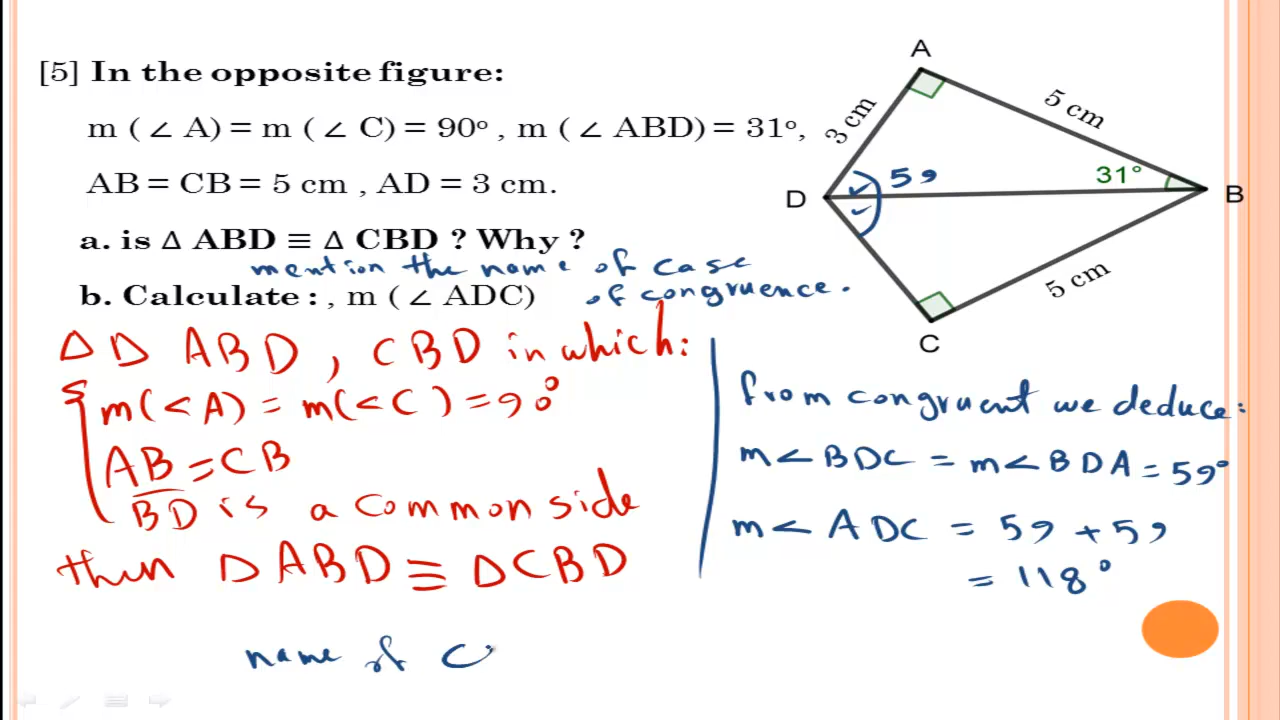 [5] In the opposite figure:
m ( ∠ A) = m ( ∠ C) = 90° , m ( ∠ ABD) = 31°,
AB = CB = 5 cm , AD = 3 cm.
a. is Δ ABD ≡ Δ CBD ? Why ?
mention the name of case
of congruence.
b. Calculate : , m ( ∠ ADC)
A
3 cm
5 cm
59
31°
D
B
5 cm
C
Δ Δ ABD , CBD in which:
m(∠A) = m(∠C) = 90°
AB = CB
BD is a common side
then Δ ABD ≡ Δ CBD
from congruent we deduce:
m∠BDC = m∠BDA = 59°
m∠ADC = 59 + 59
= 118°
name of C